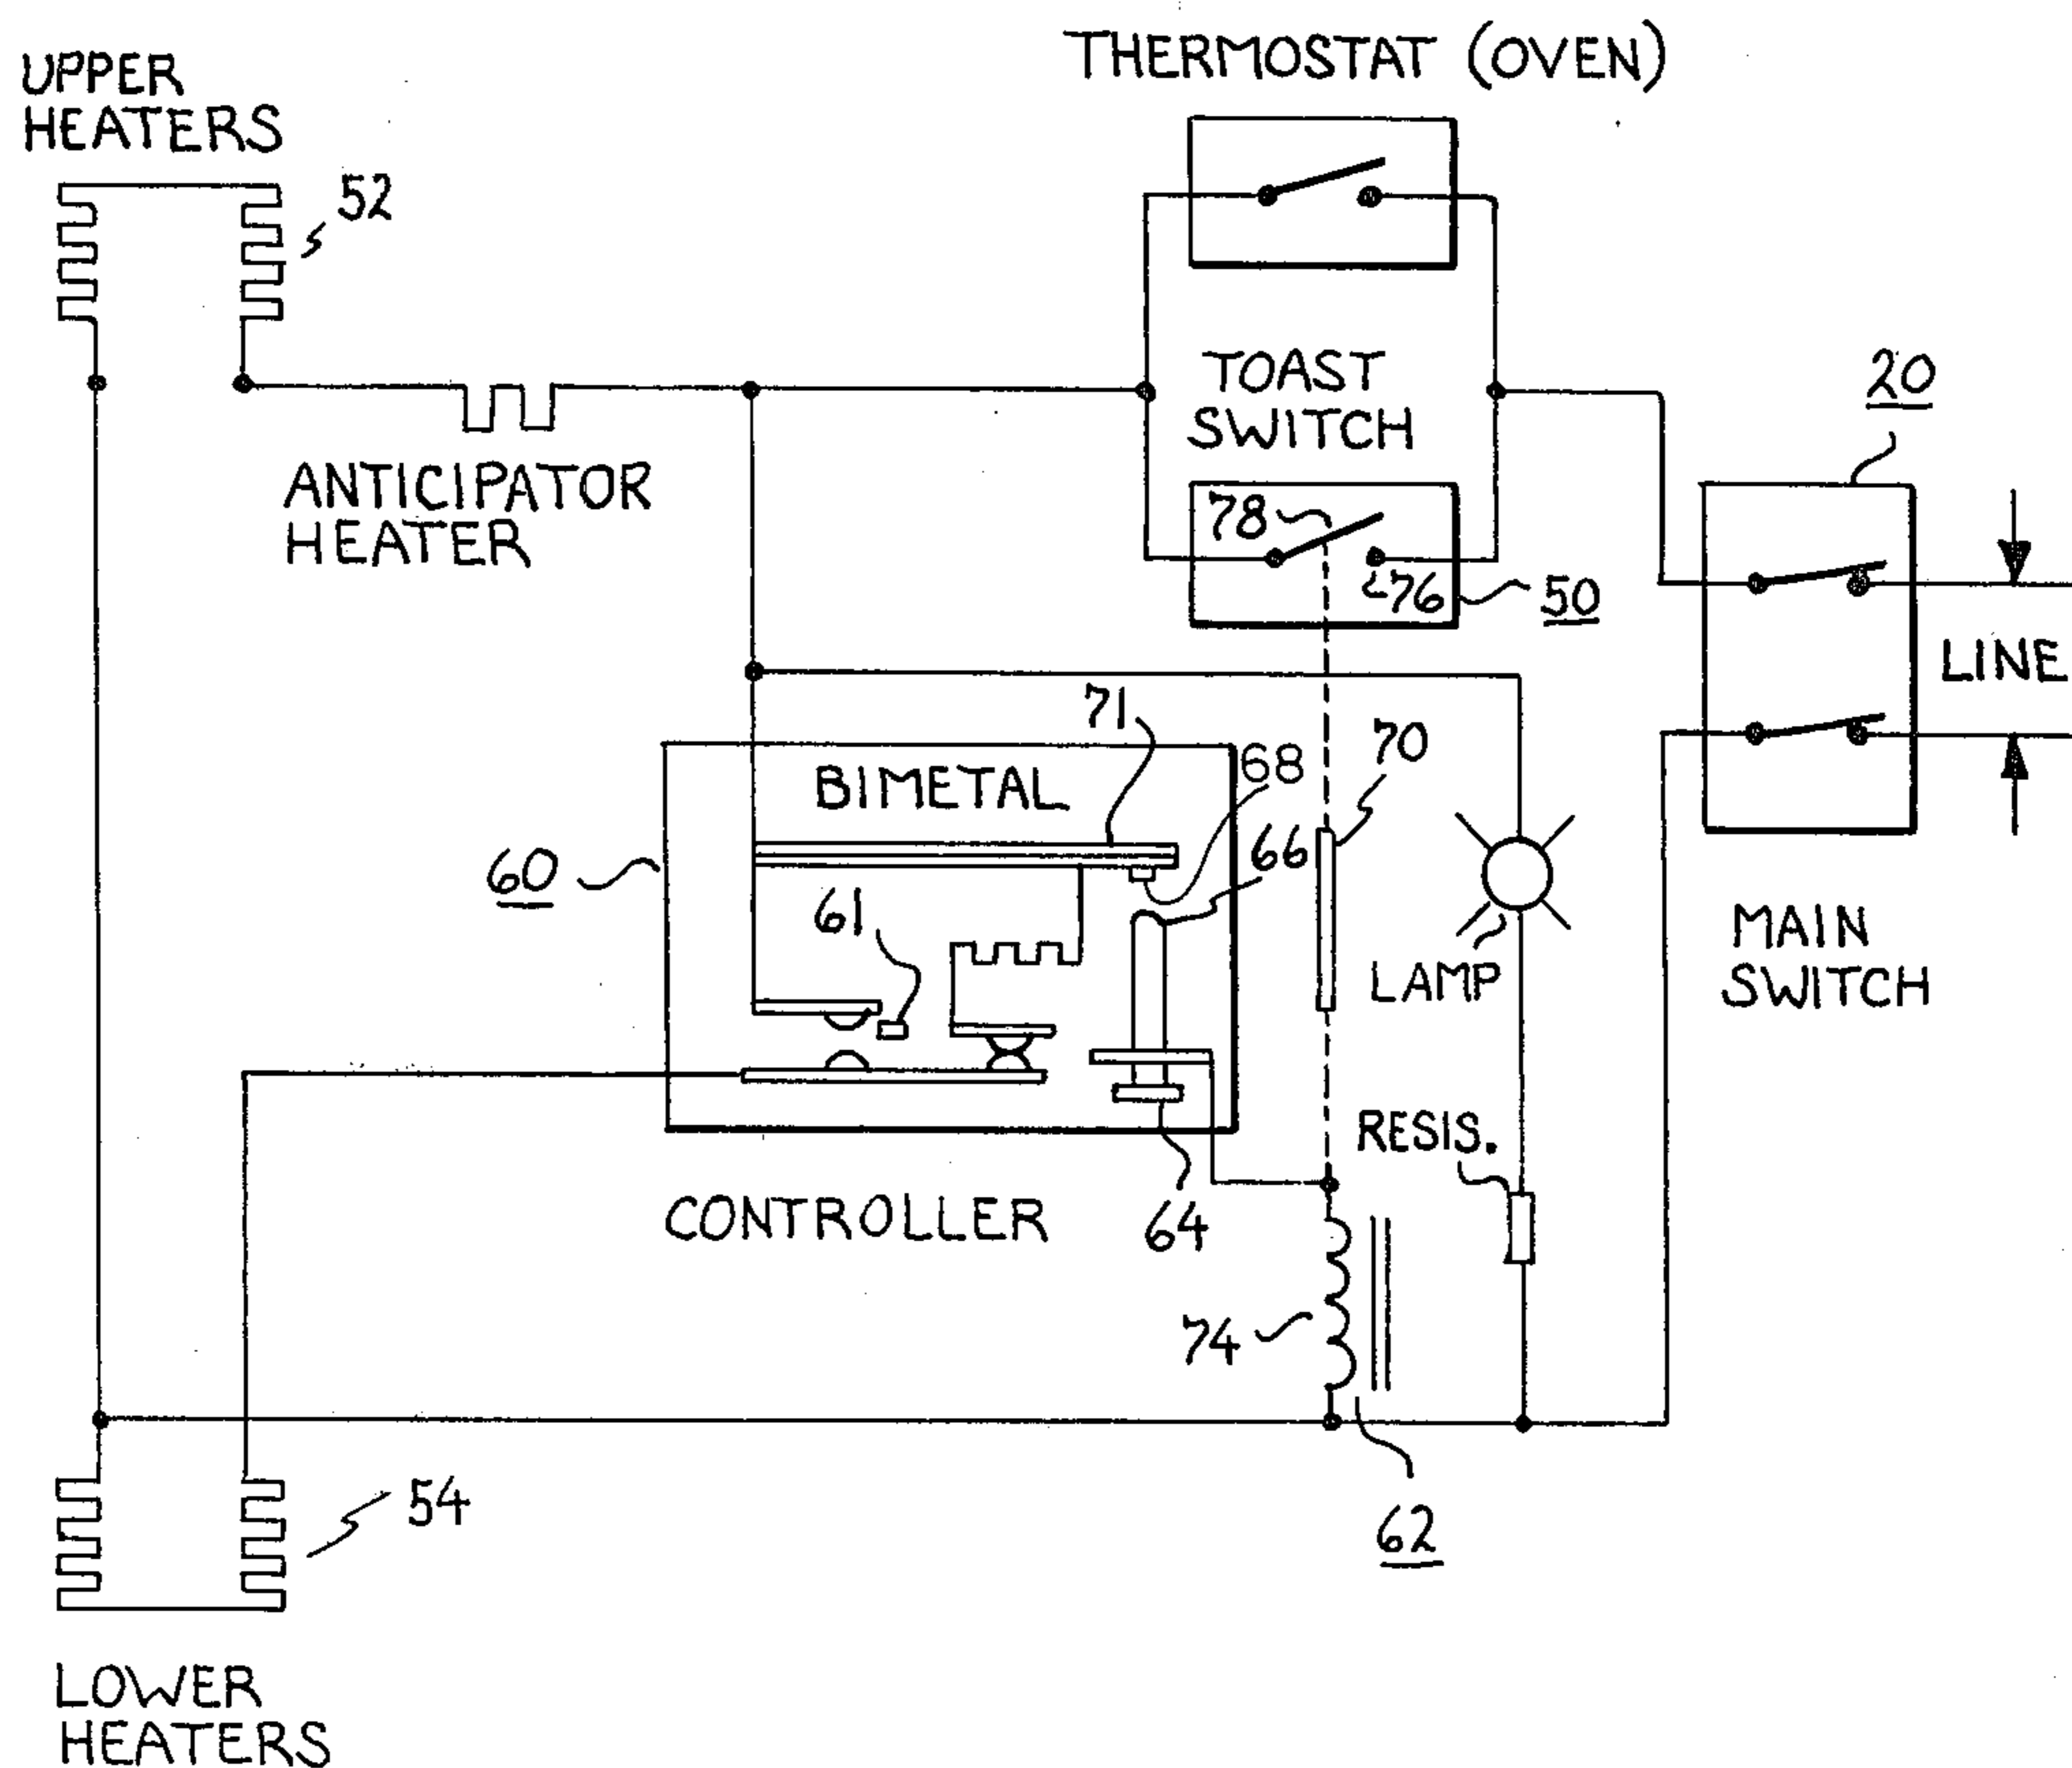 THERMOSTAT (OVEN)
UPPER
HEATERS
52
TOAST
SWITCH
20
ANTICIPATOR
HEATER
78
76
50
LINE
71
68
70
BIMETAL
66
60
61
LAMP
MAIN
SWITCH
RESIS.
CONTROLLER
64
74
54
62
LOWER
HEATERS